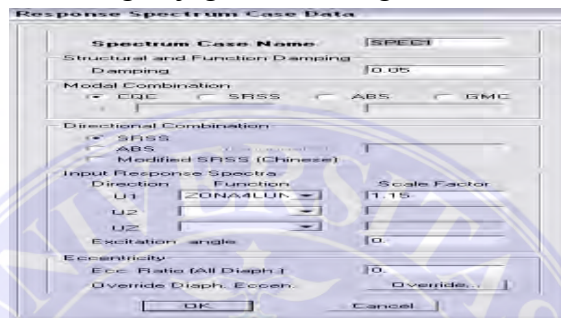 Response Spectrum Case Data
Spectrum Case Name SPEC1
Structural and Function Damping
Damping 0.05
Modal Combination
CQC SRSS ABS GMC
Directional Combination
SRSS
ABS
Modified SRSS (Chinese)
Input Response Spectra
Direction Function Scale Factor
U1 ZONA4LUN 1.15
U2
UZ
Excitation angle 0.
Eccentricity
Ecc. Ratio (All Diaph.) 0.
Override Diaph. Eccen. Override...
OK Cancel